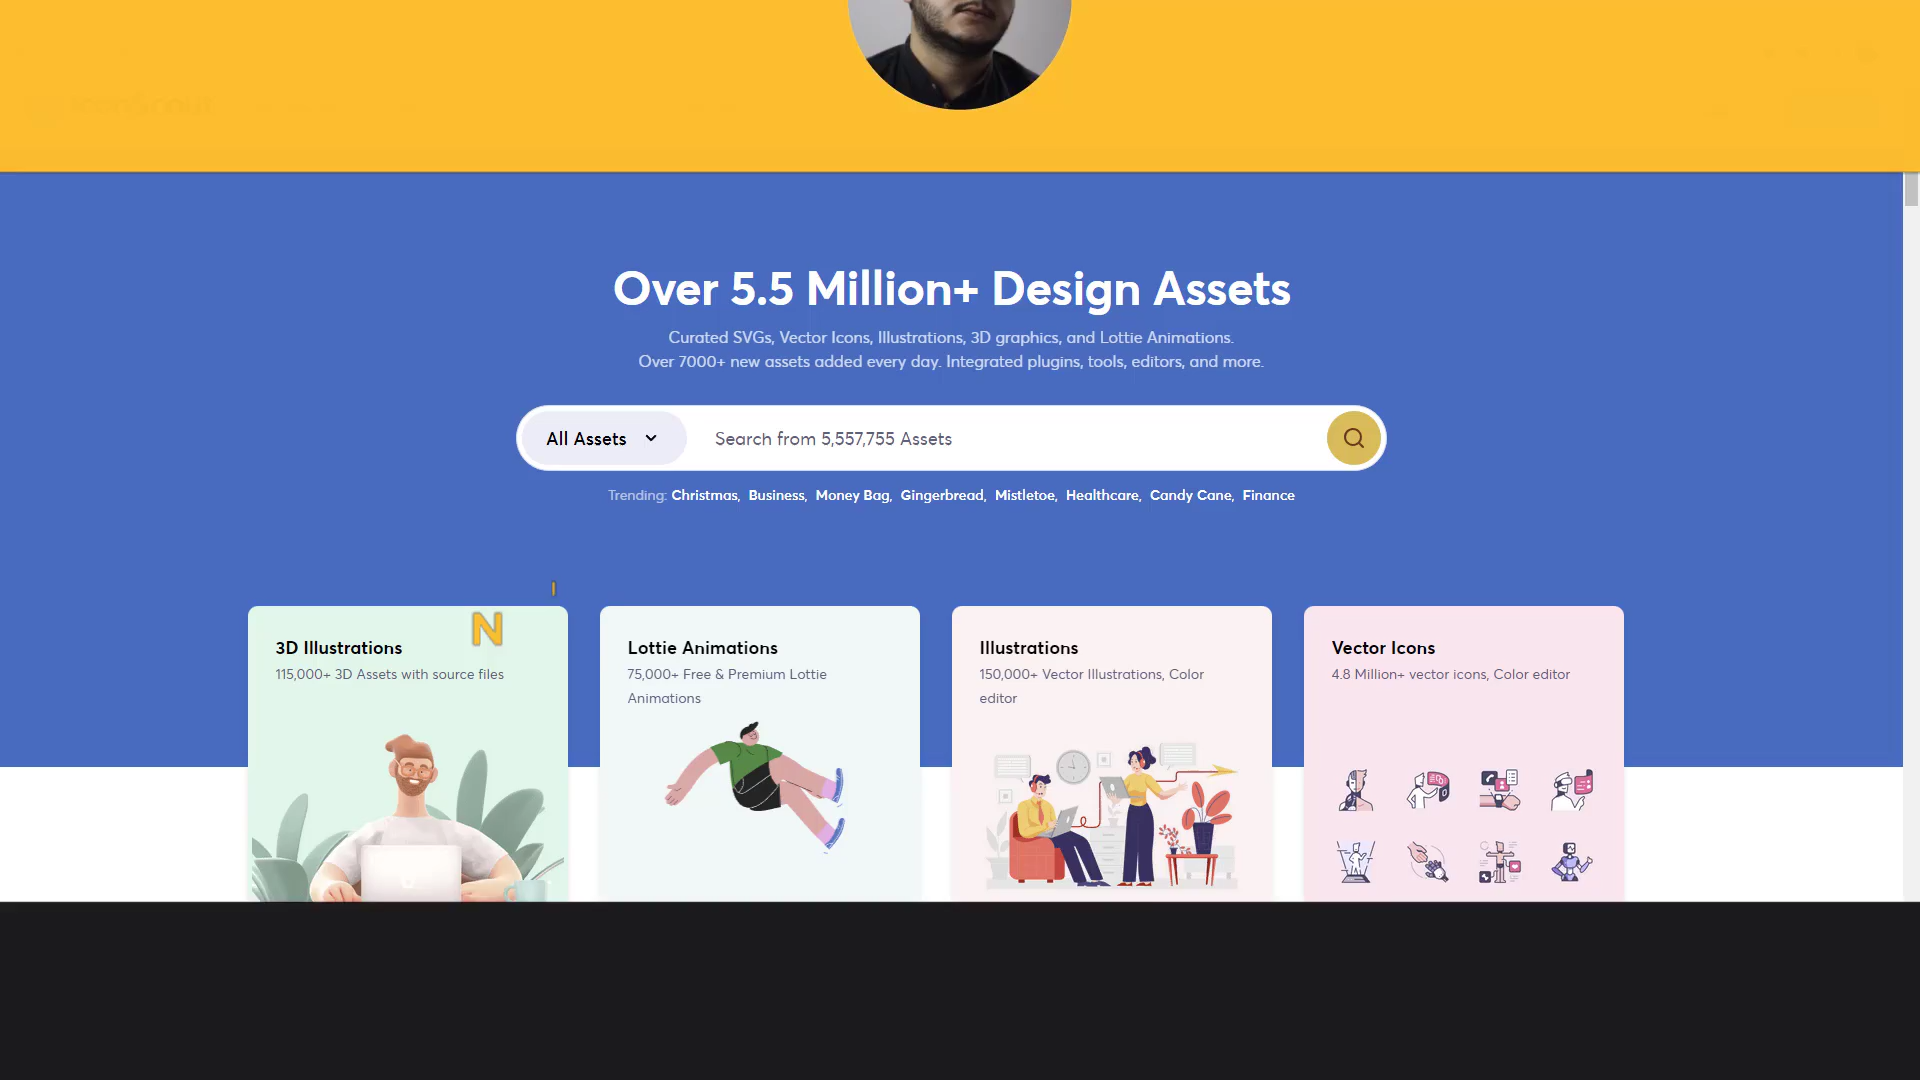 Over 5.5 Million+ Design Assets
Curated SVGs, Vector Icons, Illustrations, 3D graphics, and Lottie Animations.
Over 7000+ new assets added every day. Integrated plugins, tools, editors, and more.
All Assets
Search from 5,557,755 Assets
Trending: Christmas, Business, Money Bag, Gingerbread, Mistletoe, Healthcare, Candy Cane, Finance
N
3D Illustrations
115,000+ 3D Assets with source files
Lottie Animations
75,000+ Free & Premium Lottie
Animations
Illustrations
150,000+ Vector Illustrations, Color
editor
Vector Icons
4.8 Million+ vector icons, Color editor